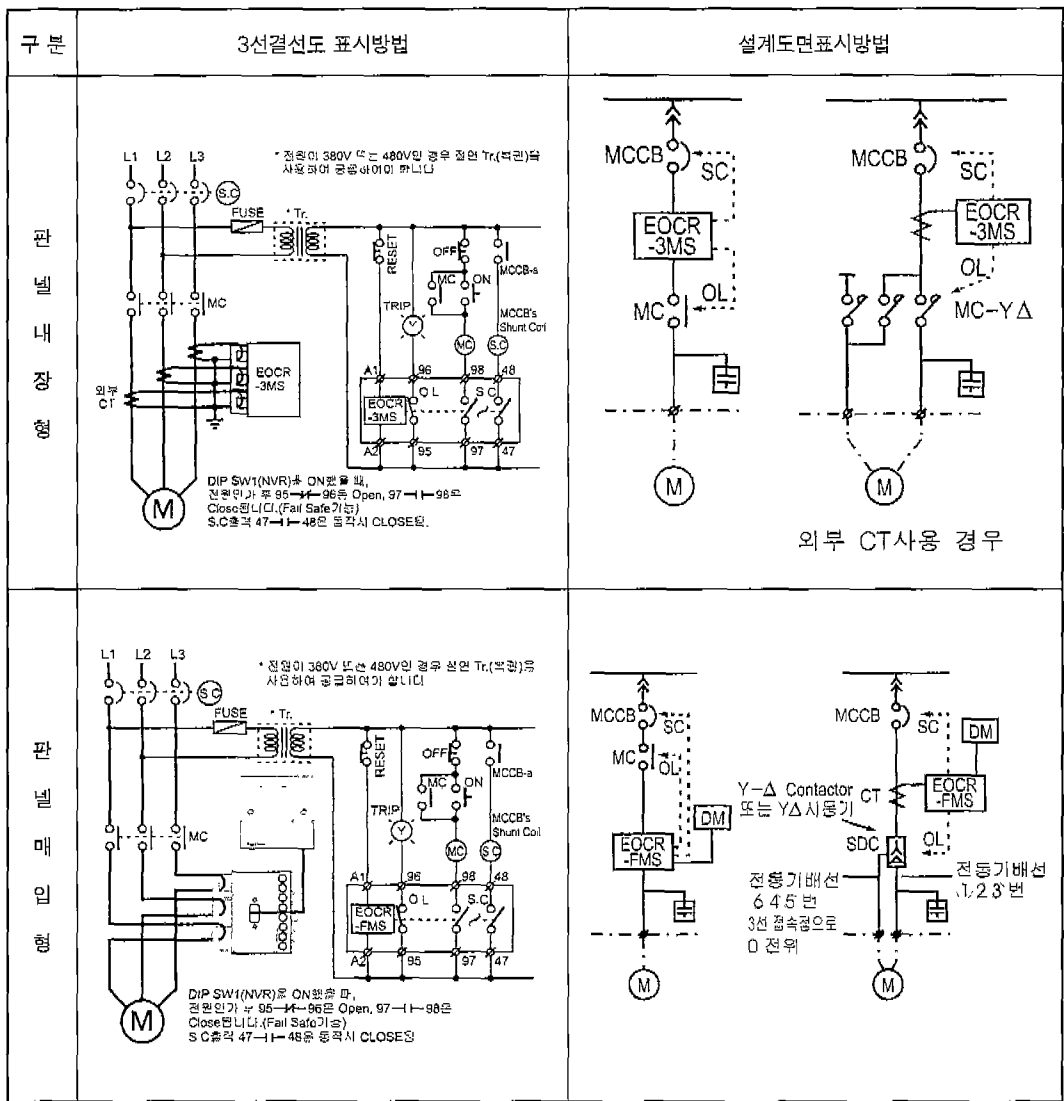 구 분
3선결선도 표시방법
설계도면표시방법
판넬내장형
L1 L2 L3
* 전원이 380V 또는 480V인 경우 절연 Tr.(복권)을
사용하여 공급하여야 합니다
S.C
FUSE
* Tr.
RESET
OFF
MC
ON
MCCB-a
TRIP
Y
MCCB's
Shunt Coil
MC
S.C
MC
외부
CT
EOCR
-3MS
A1 96 98 48
EOCR
-3MS
O L
S.C
A2 95 97 47
M
DIP SW1(NVR)을 ON했을 때,
전원인가 후 95 96은 Open, 97 98은
Close됩니다.(Fail Safe기능)
S.C출력 47 48은 동작시 CLOSE됨.
MCCB
SC
EOCR
-3MS
MC
OL
M
MCCB
SC
EOCR
-3MS
OL
MC-Y Δ
M
외부 CT사용 경우
판넬매입형
L1 L2 L3
* 전원이 380V 또는 480V인 경우 절연 Tr.(복권)을
사용하여 공급하여야 합니다
S.C
FUSE
* Tr.
RESET
OFF
MC
ON
MCCB-a
TRIP
Y
MCCB's
Shunt Coil
MC
S.C
MC
A1 96 98 48
EOCR
-FMS
O L
S.C
A2 95 97 47
M
DIP SW1(NVR)을 ON했을 때,
전원인가 후 95 96은 Open, 97 98은
Close됩니다.(Fail Safe기능)
S C출력 47 48은 동작시 CLOSE됨
MCCB
SC
MC
OL
DM
EOCR
-FMS
M
MCCB
SC
DM
Y-Δ Contactor
또는 YΔ시동기
CT
EOCR
-FMS
SDC
OL
전동기배선
6 4 5 번
3선 접속점으로
0 전위
전동기배선
1, 2 3 번
M